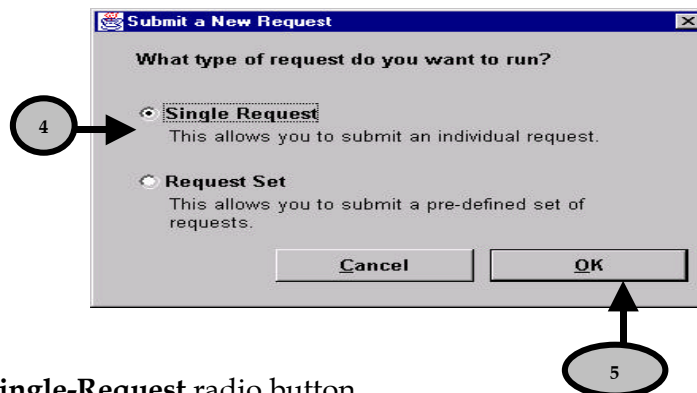 Submit a New Request
What type of request do you want to run?
4
Single Request
This allows you to submit an individual request.
Request Set
This allows you to submit a pre-defined set of
requests.
Cancel
OK
5
ingle-Request radio button